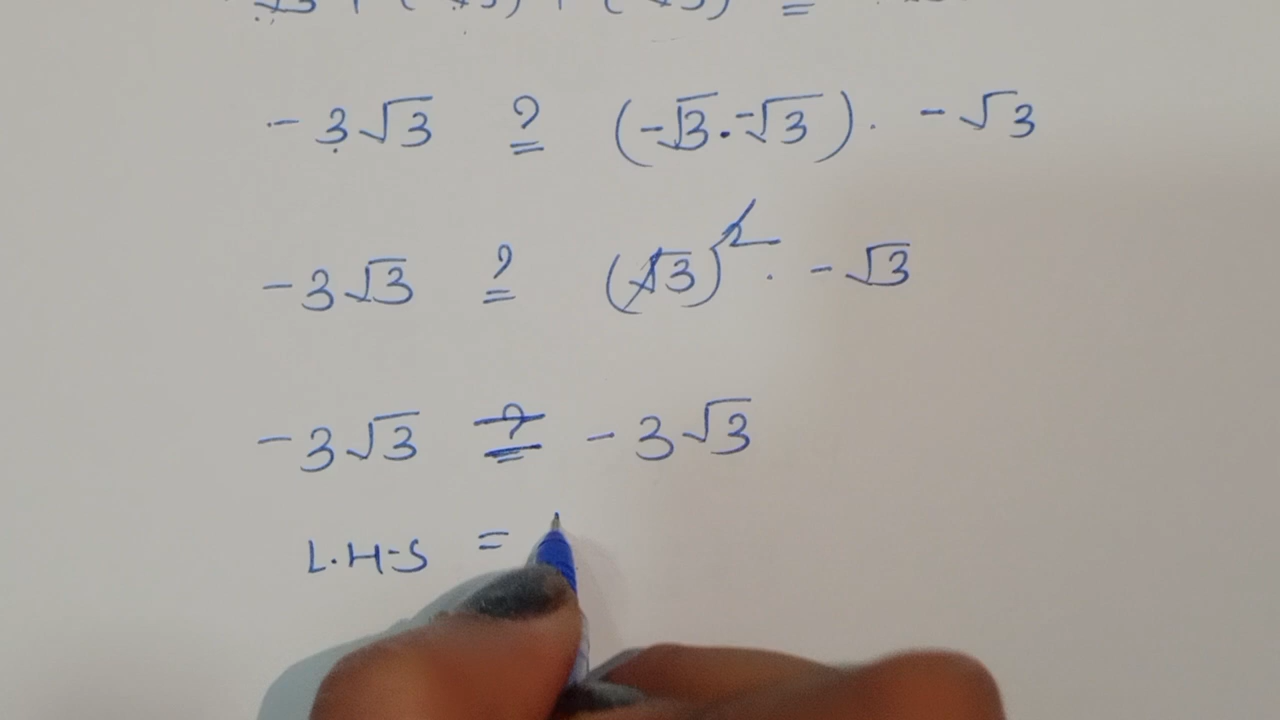 - 3√3 ≟ (-√3 . -√3) . - √3
- 3√3 ≟ (√3)² . - √3
- 3√3 ≟ - 3√3
L.H-S =